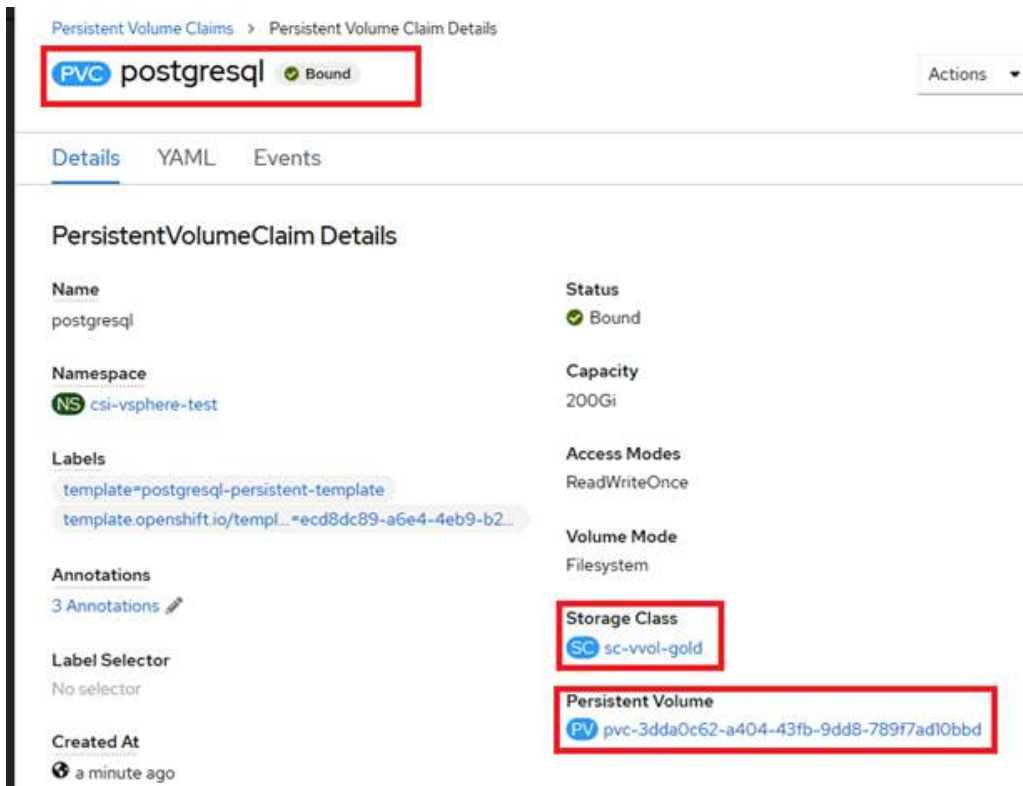 Persistent Volume Claims > Persistent Volume Claim Details
PVC postgresql Bound
Actions
Details YAML Events
PersistentVolumeClaim Details
Name
postgresql
Namespace
NS csi-vsphere-test
Labels
template=postgresql-persistent-template
template.openshift.io/templ...=ecd8dc89-a6e4-4eb9-b2...
Annotations
3 Annotations
Label Selector
No selector
Created At
a minute ago
Status
Bound
Capacity
200Gi
Access Modes
ReadWriteOnce
Volume Mode
Filesystem
Storage Class
SC sc-vvol-gold
Persistent Volume
PV pvc-3dda0c62-a404-43fb-9dd8-789f7ad10bbd